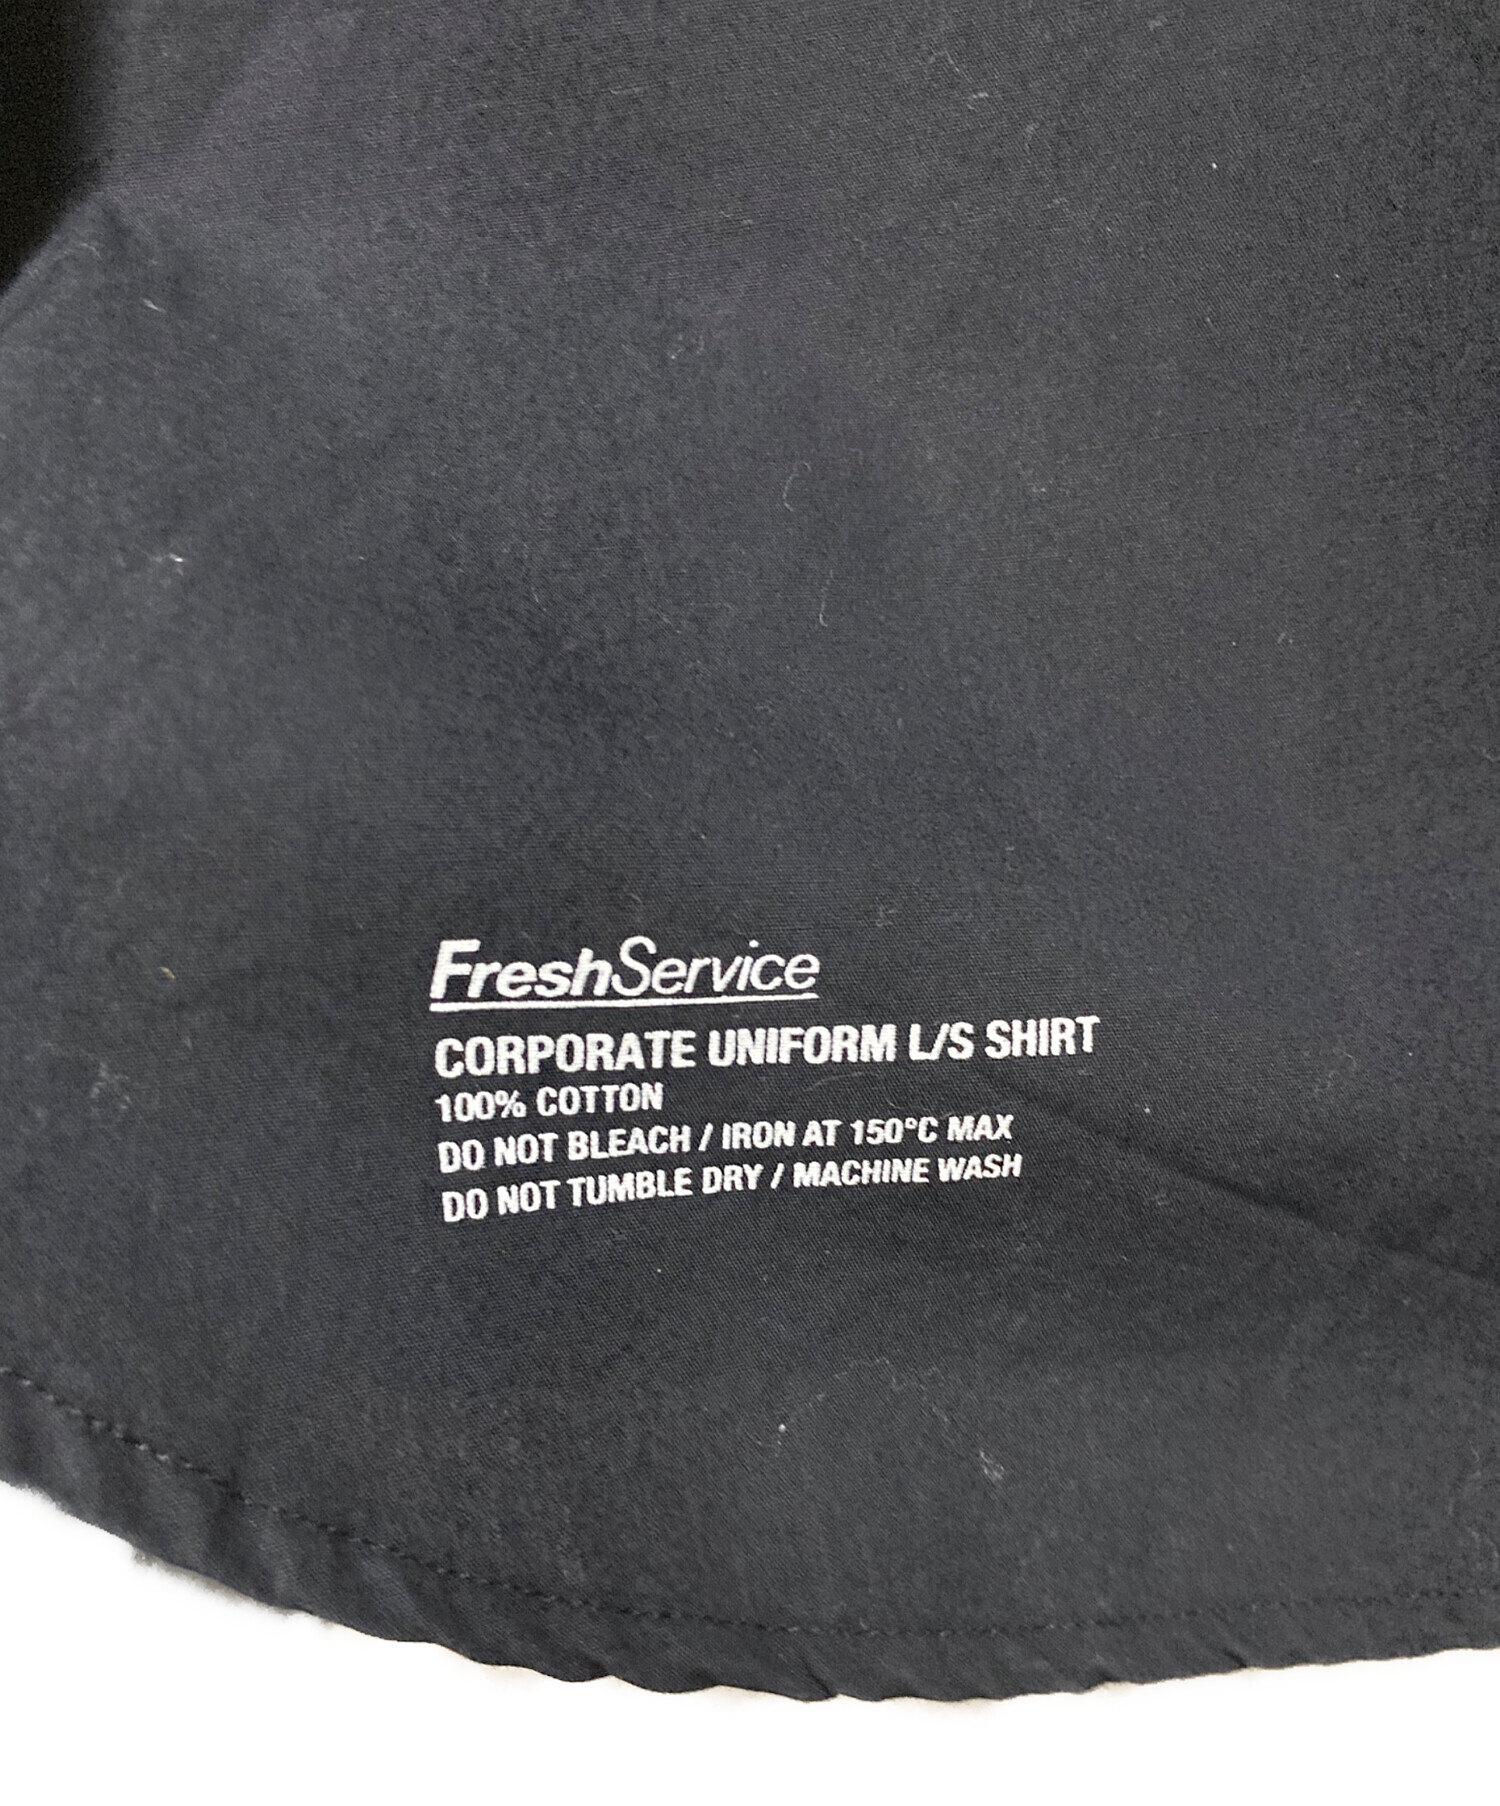 FreshService
CORPORATE UNIFORM L/S SHIRT
100% COTTON
DO NOT BLEACH / IRON AT 150°C MAX
DO NOT TUMBLE DRY / MACHINE WASH